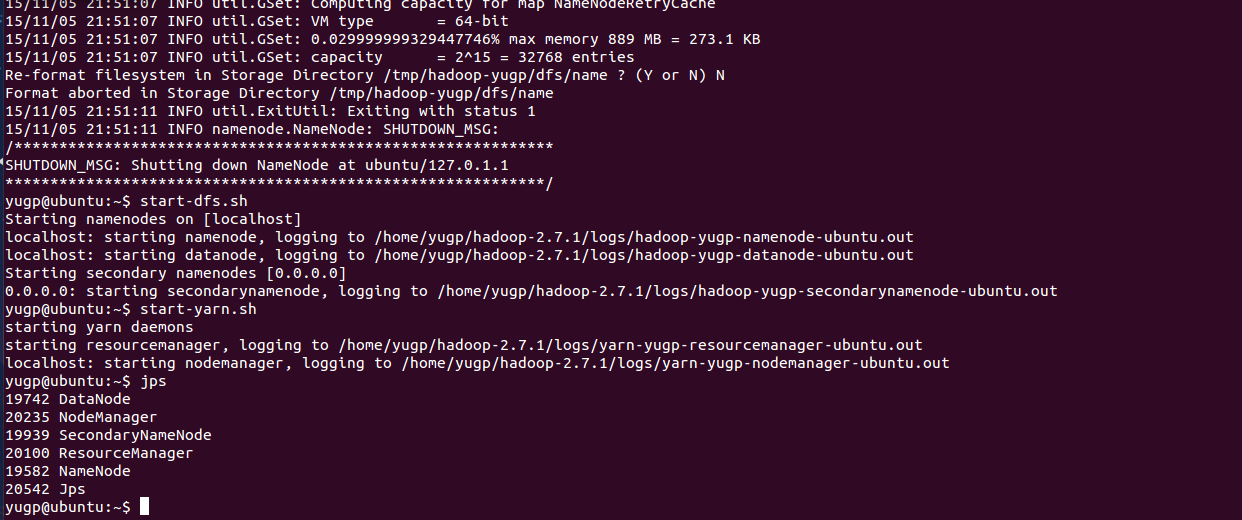 15/11/05 21:51:07 INFO util.GSet: Computing capacity for map NameNodeRetryCache
15/11/05 21:51:07 INFO util.GSet: VM type       = 64-bit
15/11/05 21:51:07 INFO util.GSet: 0.029999999329447746% max memory 889 MB = 273.1 KB
15/11/05 21:51:07 INFO util.GSet: capacity      = 2^15 = 32768 entries
Re-format filesystem in Storage Directory /tmp/hadoop-yugp/dfs/name ? (Y or N) N
Format aborted in Storage Directory /tmp/hadoop-yugp/dfs/name
15/11/05 21:51:11 INFO util.ExitUtil: Exiting with status 1
15/11/05 21:51:11 INFO namenode.NameNode: SHUTDOWN_MSG:
/************************************************************
SHUTDOWN_MSG: Shutting down NameNode at ubuntu/127.0.1.1
************************************************************/
yugp@ubuntu:~$ start-dfs.sh
Starting namenodes on [localhost]
localhost: starting namenode, logging to /home/yugp/hadoop-2.7.1/logs/hadoop-yugp-namenode-ubuntu.out
localhost: starting datanode, logging to /home/yugp/hadoop-2.7.1/logs/hadoop-yugp-datanode-ubuntu.out
Starting secondary namenodes [0.0.0.0]
0.0.0.0: starting secondarynamenode, logging to /home/yugp/hadoop-2.7.1/logs/hadoop-yugp-secondarynamenode-ubuntu.out
yugp@ubuntu:~$ start-yarn.sh
starting yarn daemons
starting resourcemanager, logging to /home/yugp/hadoop-2.7.1/logs/yarn-yugp-resourcemanager-ubuntu.out
localhost: starting nodemanager, logging to /home/yugp/hadoop-2.7.1/logs/yarn-yugp-nodemanager-ubuntu.out
yugp@ubuntu:~$ jps
19742 DataNode
20235 NodeManager
19939 SecondaryNameNode
20100 ResourceManager
19582 NameNode
20542 Jps
yugp@ubuntu:~$